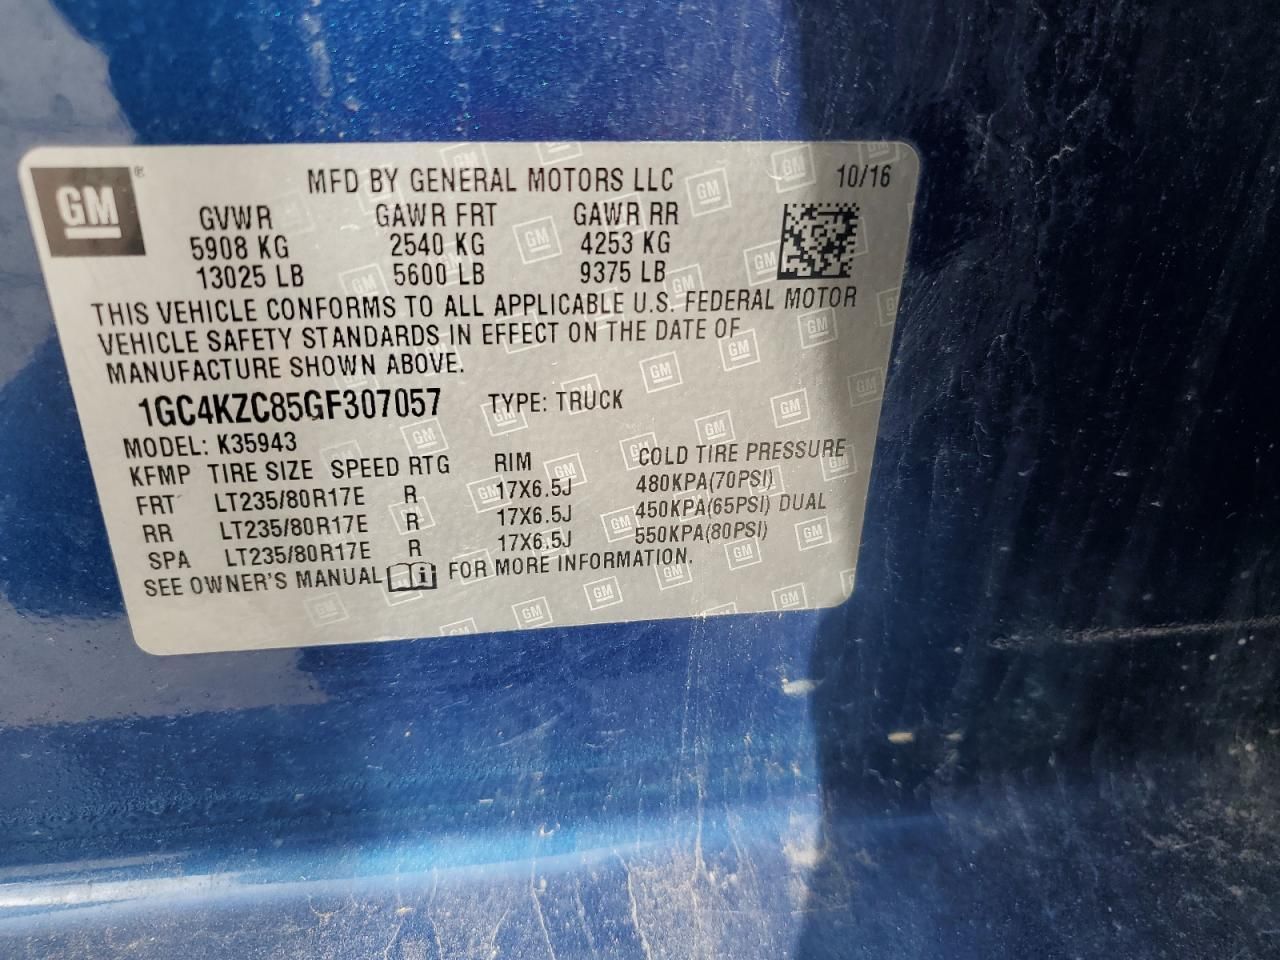 GM ®
MFD BY GENERAL MOTORS LLC 10/16
GVWR GAWR FRT GAWR RR
5908 KG 2540 KG 4253 KG
13025 LB 5600 LB 9375 LB
THIS VEHICLE CONFORMS TO ALL APPLICABLE U.S. FEDERAL MOTOR
VEHICLE SAFETY STANDARDS IN EFFECT ON THE DATE OF
MANUFACTURE SHOWN ABOVE.
1GC4KZC85GF307057 TYPE: TRUCK
MODEL: K35943
KFMP TIRE SIZE SPEED RTG RIM COLD TIRE PRESSURE
FRT LT235/80R17E R 17X6.5J 480KPA(70PSI)
RR LT235/80R17E R 17X6.5J 450KPA(65PSI) DUAL
SPA LT235/80R17E R 17X6.5J 550KPA(80PSI)
SEE OWNER'S MANUAL i FOR MORE INFORMATION.